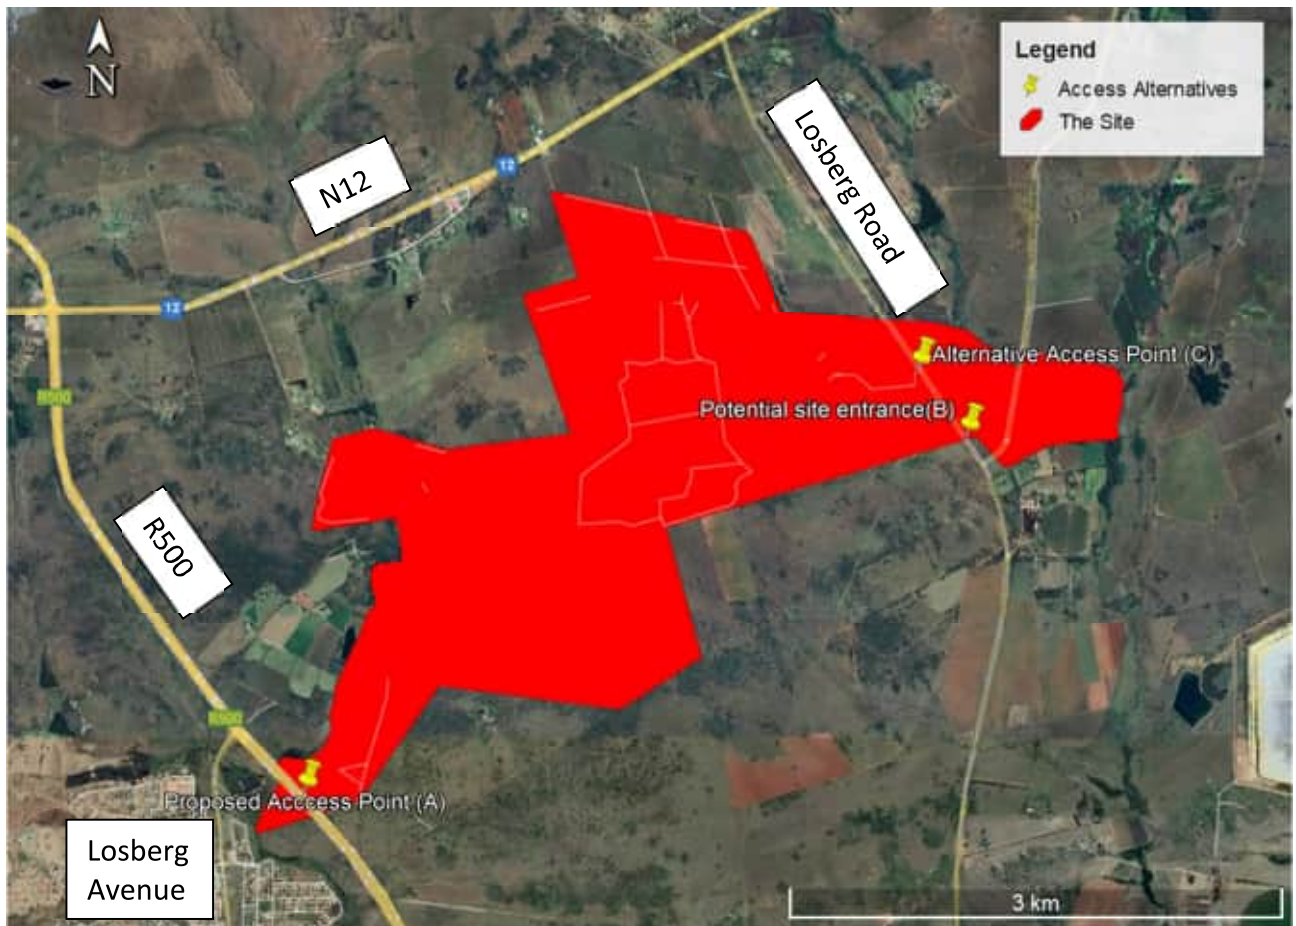 N
Legend
Access Alternatives
The Site
N12
12
Losberg Road
12
R500
Alternative Access Point (C)
Potential site entrance(B)
R500
R500
Proposed Acccess Point (A)
Losberg
Avenue
3 km